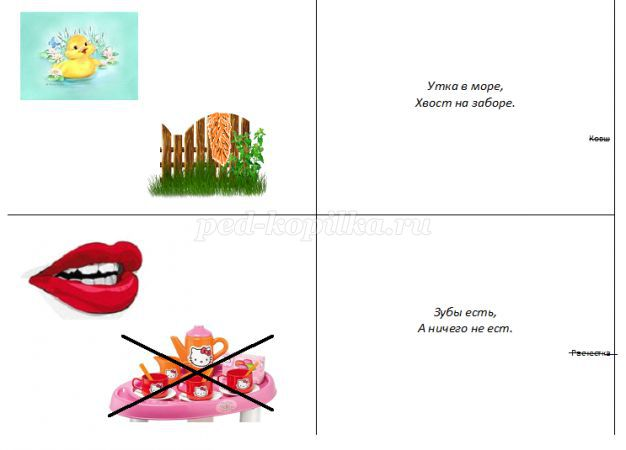 Утка в море,
Хвост на заборе.
Ковш
ped-kopilka.ru
Зубы есть,
А ничего не ест.
Расческа